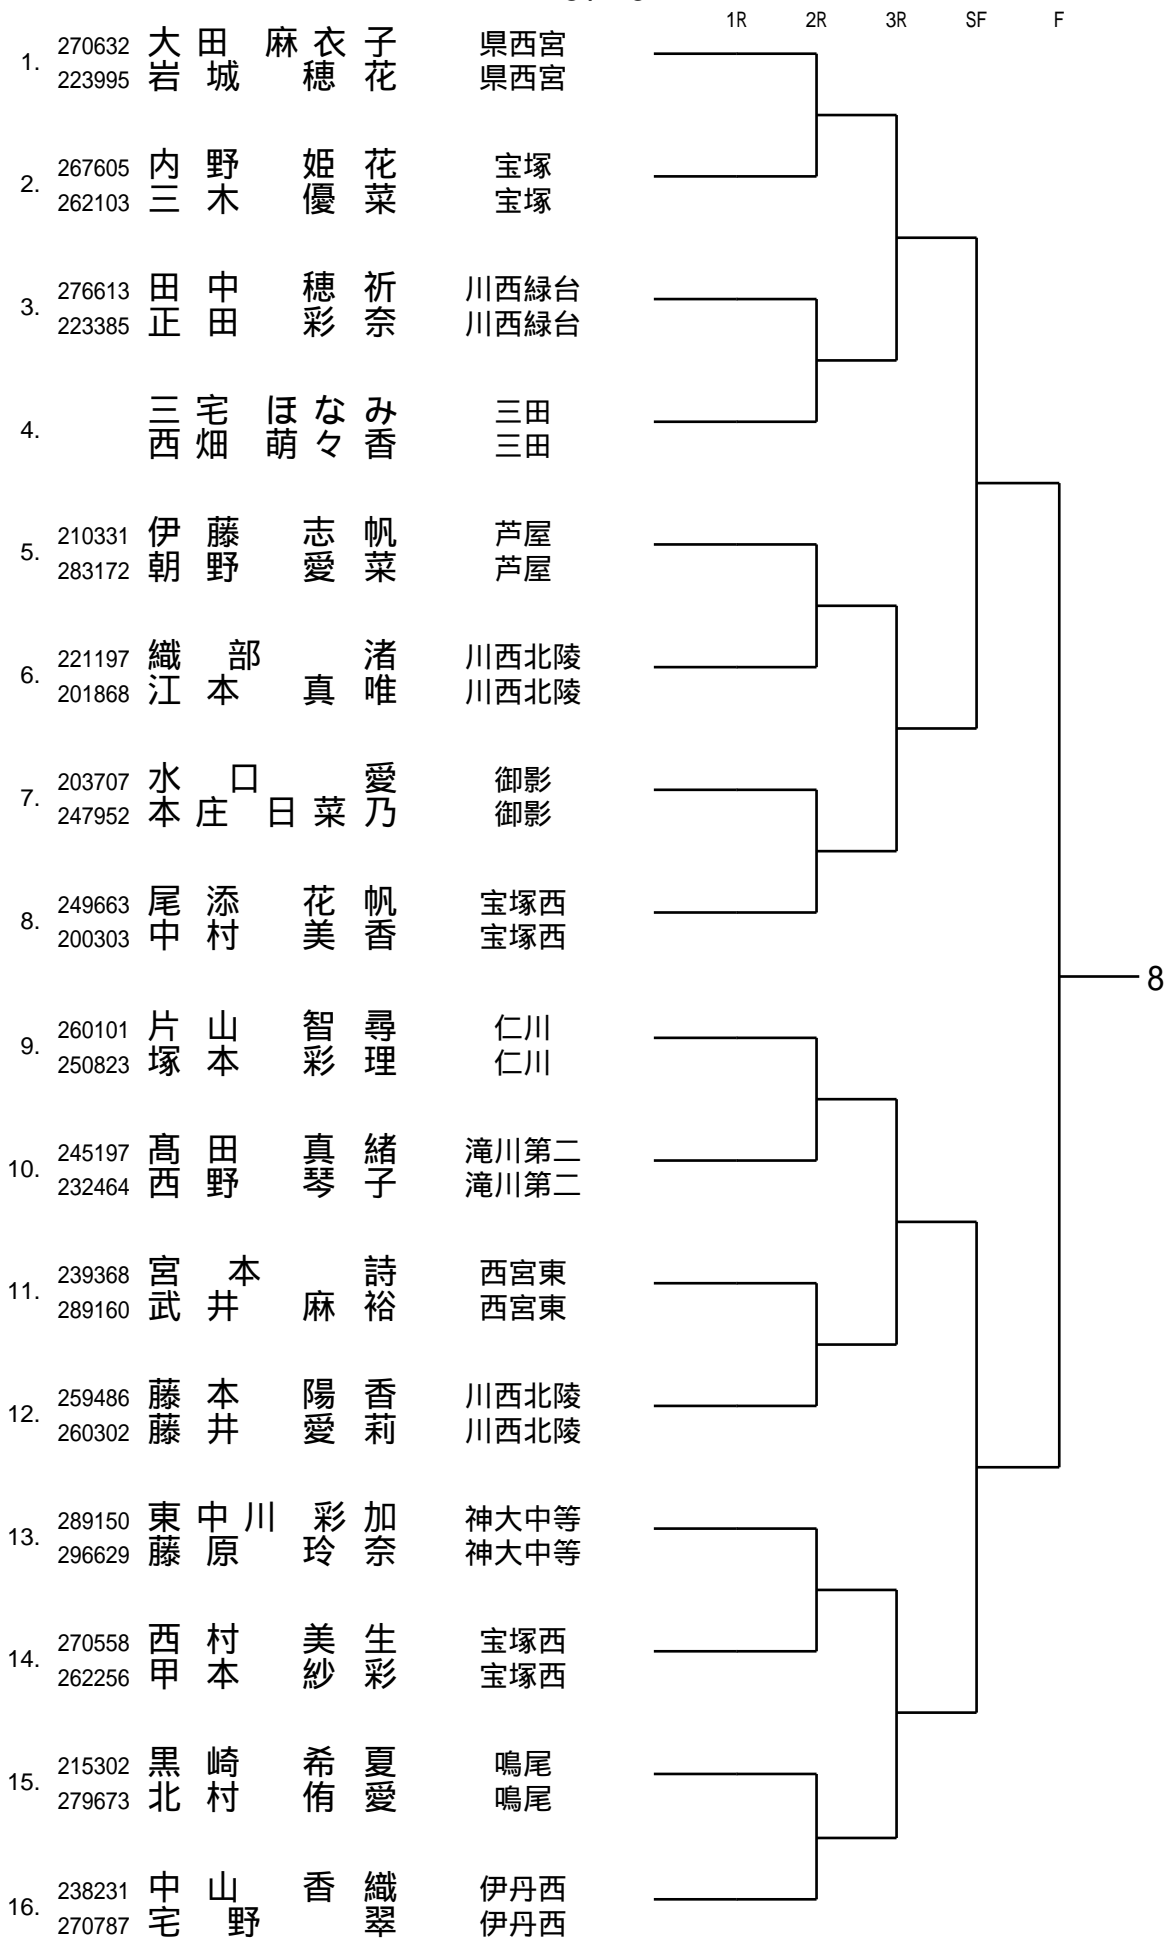 1R 2R 3R SF F
1. 270632 大田 麻衣子 県西宮
223995 岩城 穂花 県西宮
2. 267605 内野 姫花 宝塚
262103 三木 優菜 宝塚
3. 276613 田中 穂祈 川西緑台
223385 正田 彩奈 川西緑台
4. 三宅 ほなみ 三田
西畑 萌々香 三田
5. 210331 伊藤 志帆 芦屋
283172 朝野 愛菜 芦屋
6. 221197 織部 渚 川西北陵
201868 江本 真唯 川西北陵
7. 203707 水口 愛 御影
247952 本庄 日菜乃 御影
8. 249663 尾添 花帆 宝塚西
200303 中村 美香 宝塚西
8
9. 260101 片山 智尋 仁川
250823 塚本 彩理 仁川
10. 245197 髙田 真緒 滝川第二
232464 西野 琴子 滝川第二
11. 239368 宮本 詩 西宮東
289160 武井 麻裕 西宮東
12. 259486 藤本 陽香 川西北陵
260302 藤井 愛莉 川西北陵
13. 289150 東中川 彩加 神大中等
296629 藤原 玲奈 神大中等
14. 270558 西村 美生 宝塚西
262256 甲本 紗彩 宝塚西
15. 215302 黒崎 希夏 鳴尾
279673 北村 侑愛 鳴尾
16. 238231 中山 香織 伊丹西
270787 宅野 翠 伊丹西